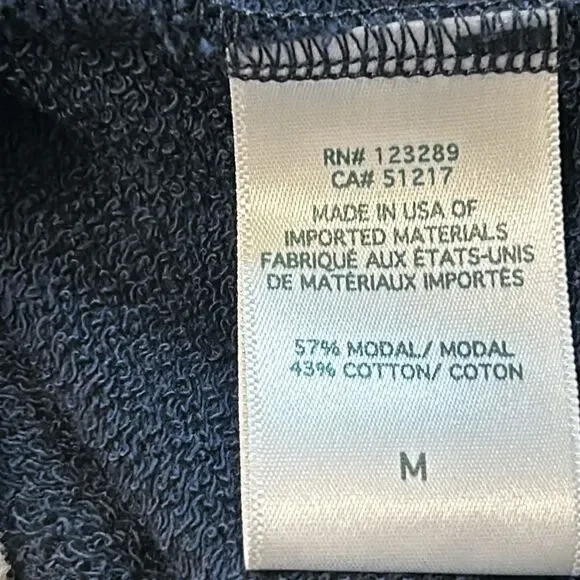 RN# 123289
CA# 51217
MADE IN USA OF
IMPORTED MATERIALS
FABRIQUÉ AUX ÉTATS-UNIS
DE MATÉRIAUX IMPORTÉS
57% MODAL/ MODAL
43% COTTON/ COTON
M